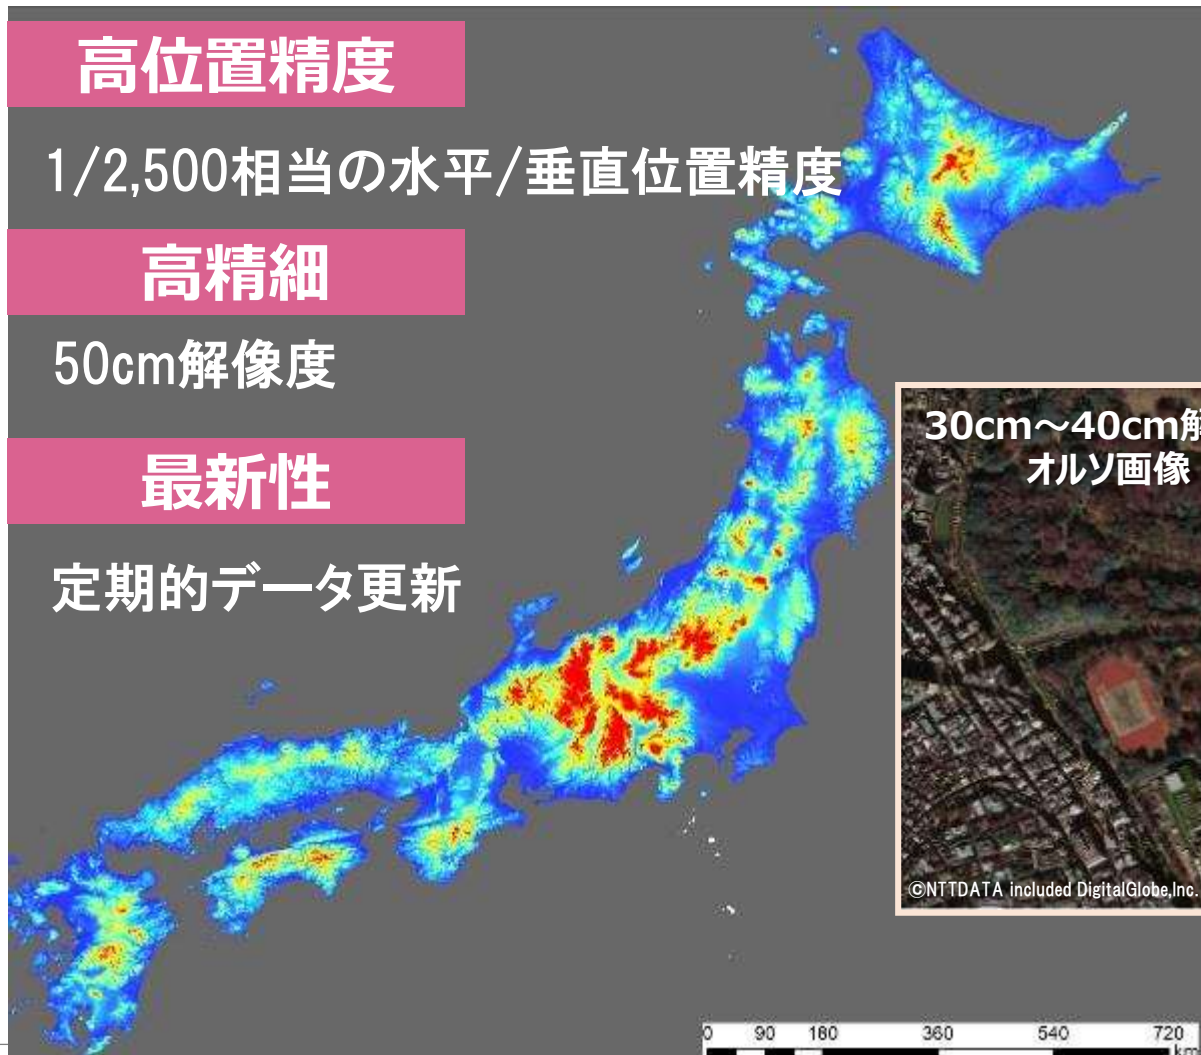 高位置精度
1/2,500相当の水平/垂直位置精度
高精細
50cm解像度
最新性
定期的データ更新
30cm～40cm解
オルソ画像
©NTTDATA included DigitalGlobe,Inc.
0 90 180 360 540 720
km